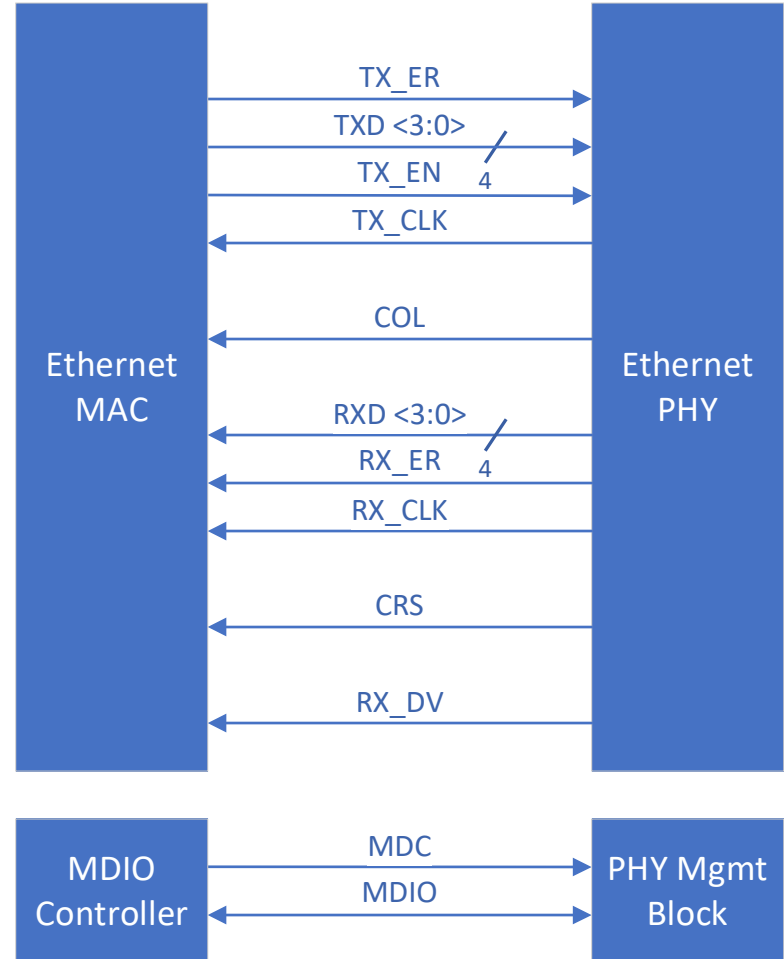 TX_ER
TXD <3:0>
TX_EN
4
TX_CLK
COL
Ethernet
MAC
Ethernet
PHY
RXD <3:0>
RX_ER
4
RX_CLK
CRS
RX_DV
MDIO
Controller
MDC
MDIO
PHY Mgmt
Block